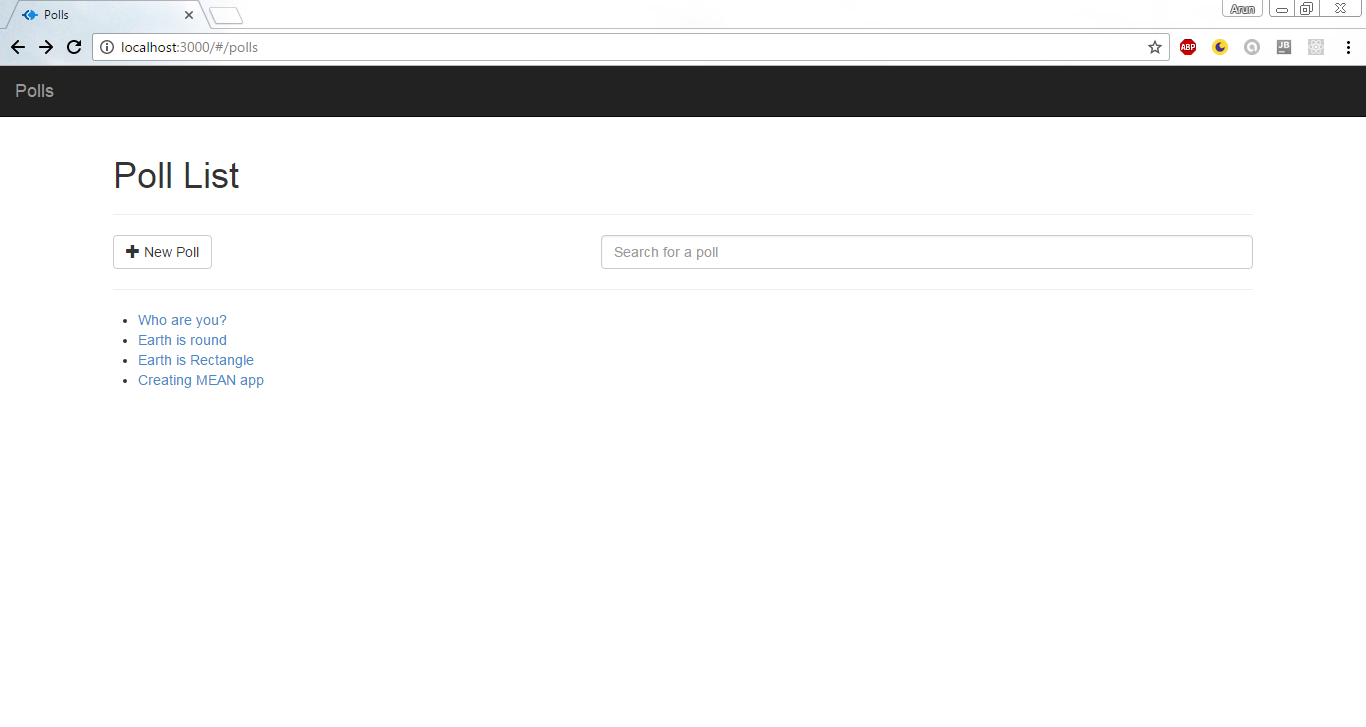 Polls
Arun
localhost:3000/#/polls
ABP
JB
Polls
Poll List
New Poll
Search for a poll
Who are you?
Earth is round
Earth is Rectangle
Creating MEAN app